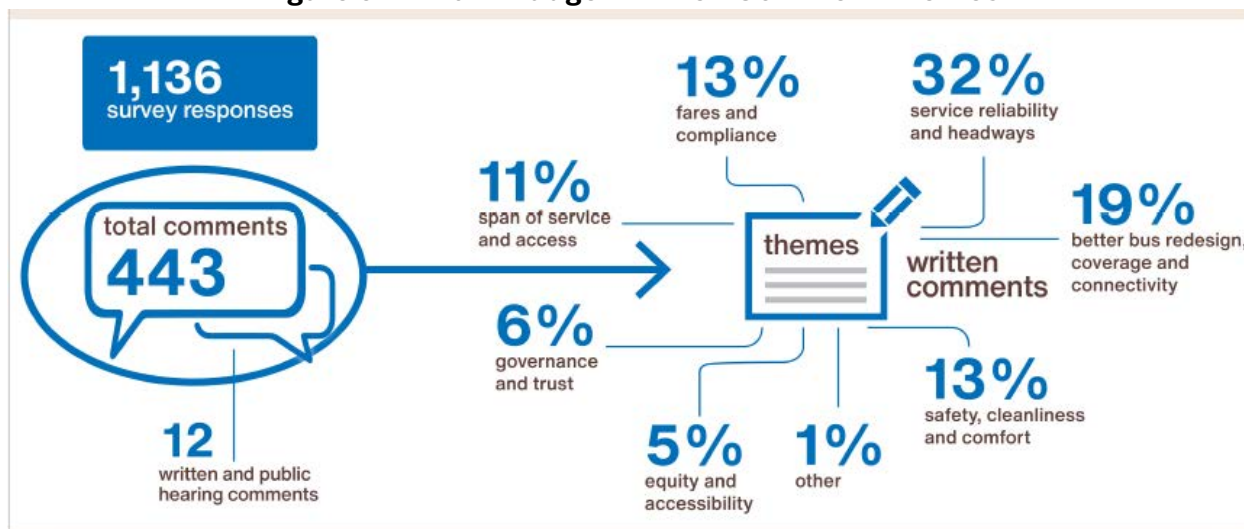 1,136
survey responses
total comments
443
12
written and public
hearing comments
13%
fares and
compliance
32%
service reliability
and headways
11%
span of service
and access
themes
written
comments
19%
better bus redesign,
coverage and
connectivity
6%
governance
and trust
5%
equity and
accessibility
1%
other
13%
safety, cleanliness
and comfort